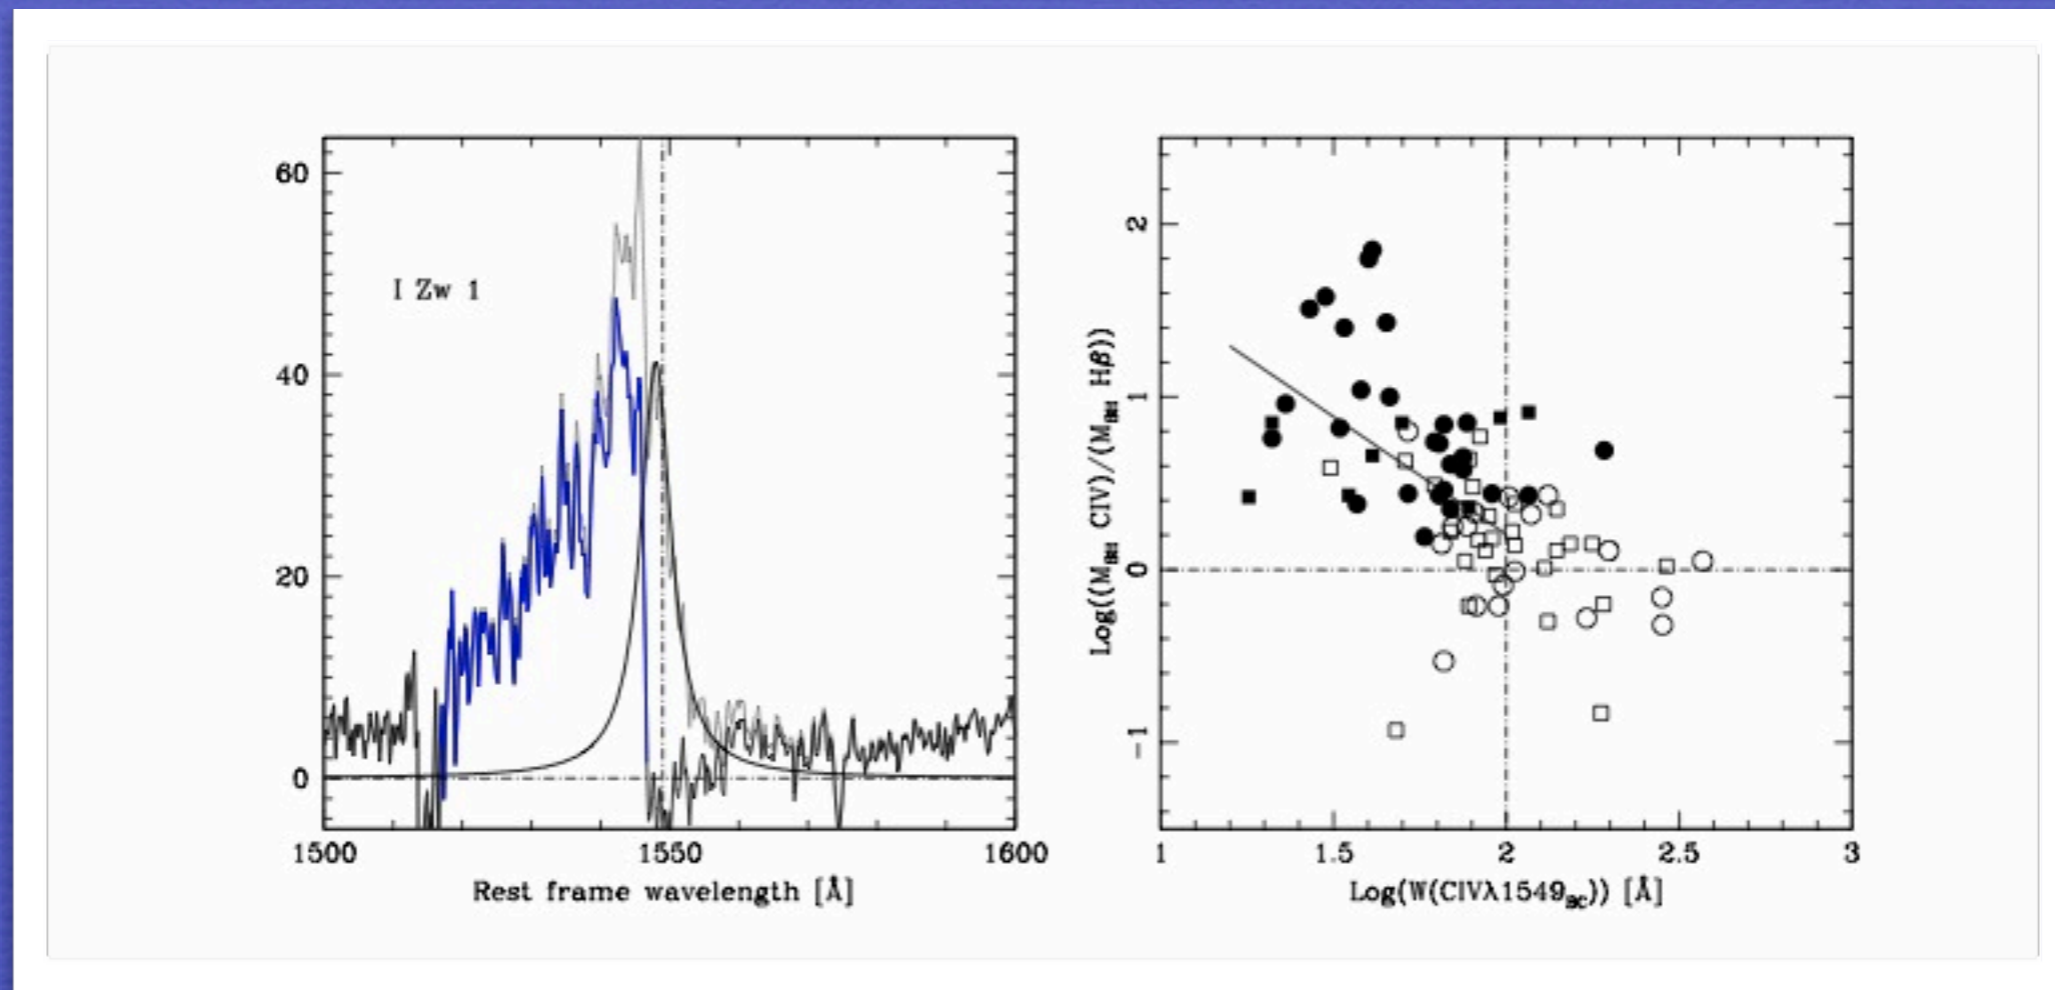 60
40
20
0
I Zw 1
1500 1550 1600
Rest frame wavelength [Å]
2
1
0
−1
Log((M_BH CIV)/(M_BH Hβ))
1 1.5 2 2.5 3
Log(W(CIVλ1549_BC)) [Å]